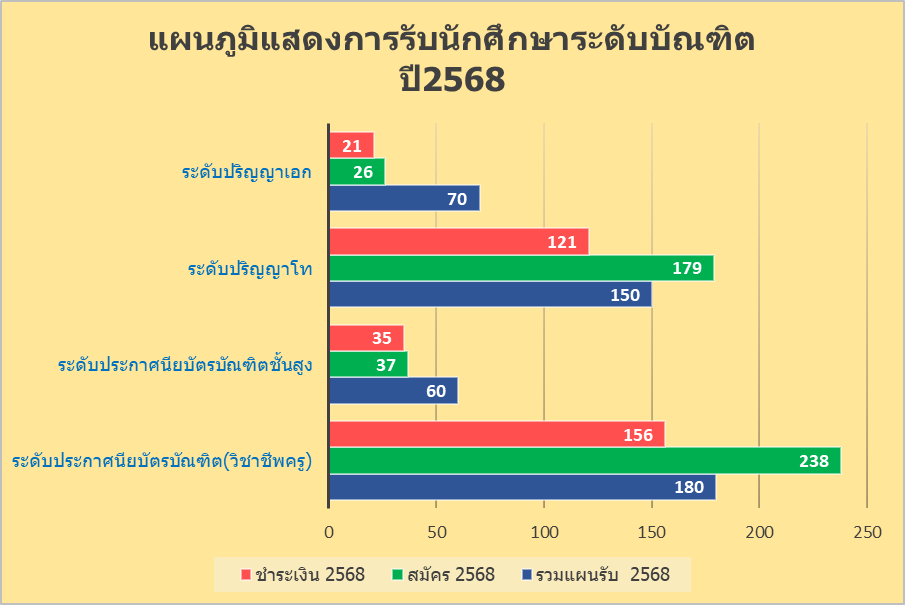 แผนภูมิแสดงการรับนักศึกษาระดับบัณฑิต
ปี2568
21
ระดับปริญญาเอก
26
70
121
ระดับปริญญาโท
179
150
35
ระดับประกาศนียบัตรบัณฑิตชั้นสูง
37
60
156
ระดับประกาศนียบัตรบัณฑิต(วิชาชีพครู)
238
180
0 50 100 150 200 250
ชำระเงิน 2568 สมัคร 2568 รวมแผนรับ 2568